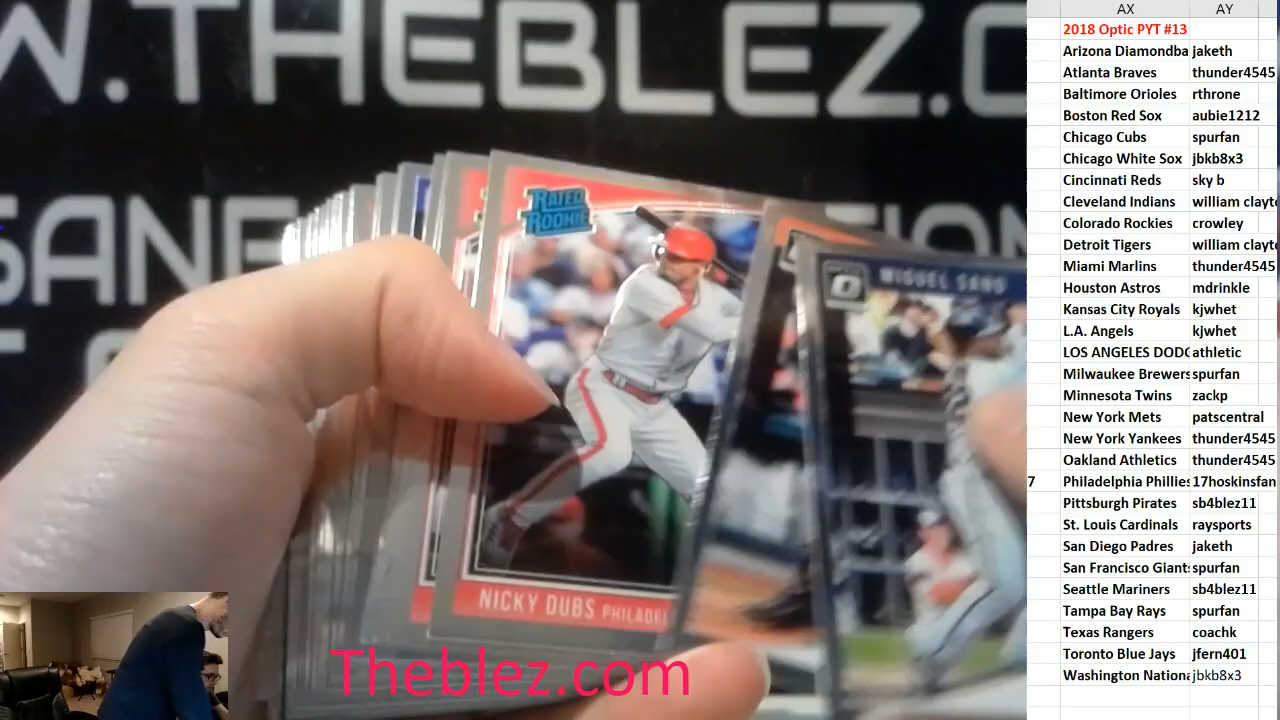 W.THEBLEZ.C
RATED
ROOKIE
MIGUEL SANO
NICKY DUBS PHILADEL
Theblez.com
AX AY
2018 Optic PYT #13
Arizona Diamondba jaketh
Atlanta Braves thunder4545
Baltimore Orioles rthrone
Boston Red Sox aubie1212
Chicago Cubs spurfan
Chicago White Sox jbkb8x3
Cincinnati Reds sky b
Cleveland Indians william clayto
Colorado Rockies crowley
Detroit Tigers william clayto
Miami Marlins thunder4545
Houston Astros mdrinkle
Kansas City Royals kjwhet
L.A. Angels kjwhet
LOS ANGELES DODG athletic
Milwaukee Brewers spurfan
Minnesota Twins zackp
New York Mets patscentral
New York Yankees thunder4545
Oakland Athletics thunder4545
7 Philadelphia Phillies 17hoskinsfan
Pittsburgh Pirates sb4blez11
St. Louis Cardinals raysports
San Diego Padres jaketh
San Francisco Giants spurfan
Seattle Mariners sb4blez11
Tampa Bay Rays spurfan
Texas Rangers coachk
Toronto Blue Jays jfern401
Washington Nationa jbkb8x3